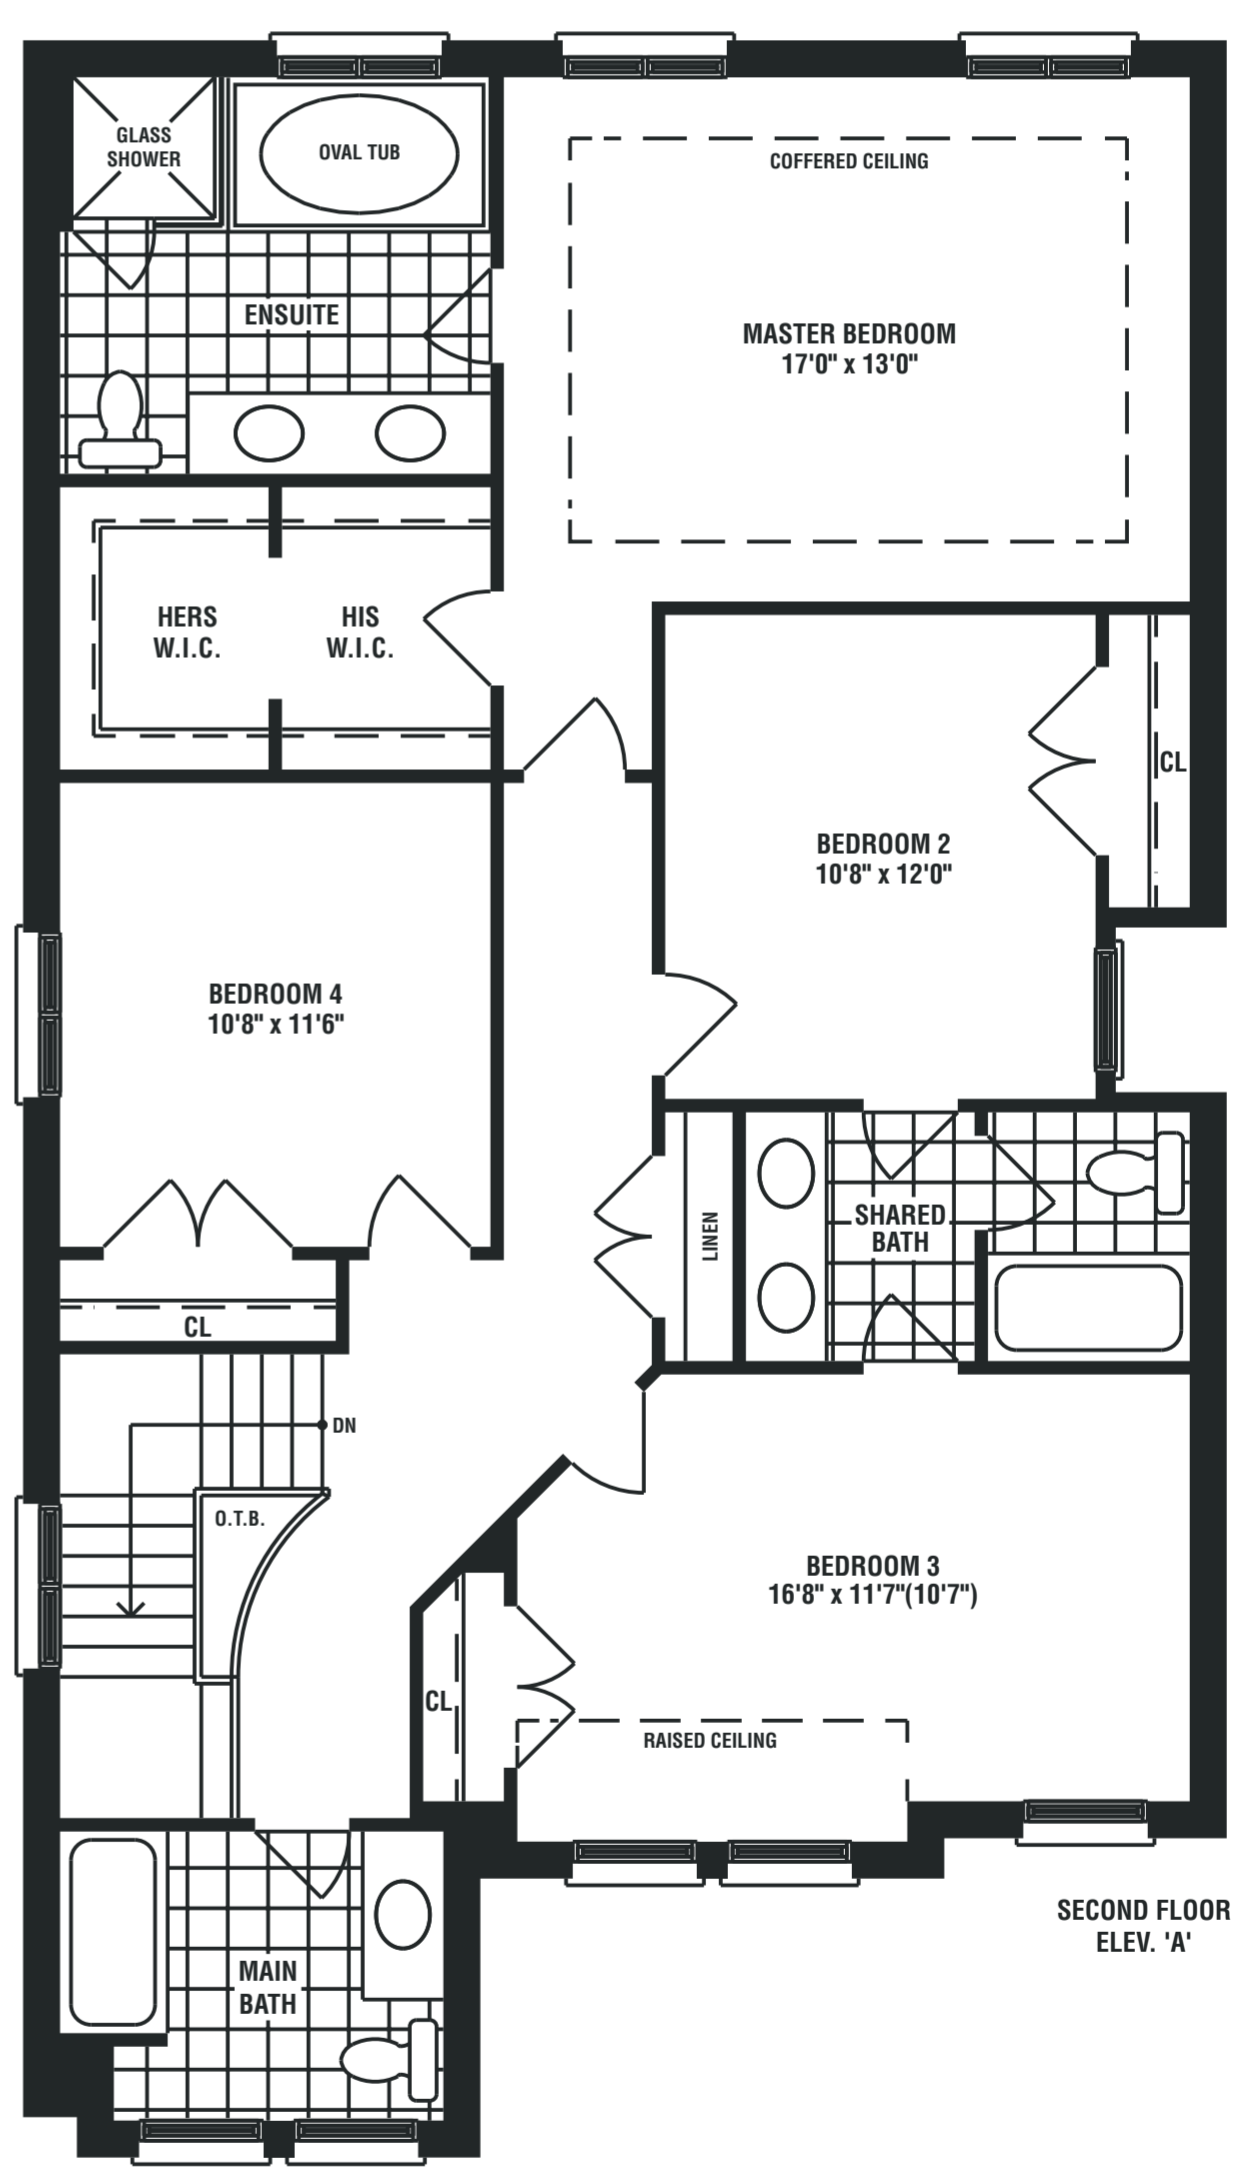 GLASS
SHOWER
OVAL TUB
COFFERED CEILING
ENSUITE
MASTER BEDROOM
17'0" x 13'0"
HERS
W.I.C.
HIS
W.I.C.
CL
BEDROOM 2
10'8" x 12'0"
BEDROOM 4
10'8" x 11'6"
LINEN
SHARED
BATH
CL
DN
O.T.B.
BEDROOM 3
16'8" x 11'7"(10'7")
CL
RAISED CEILING
SECOND FLOOR
ELEV. 'A'
MAIN
BATH